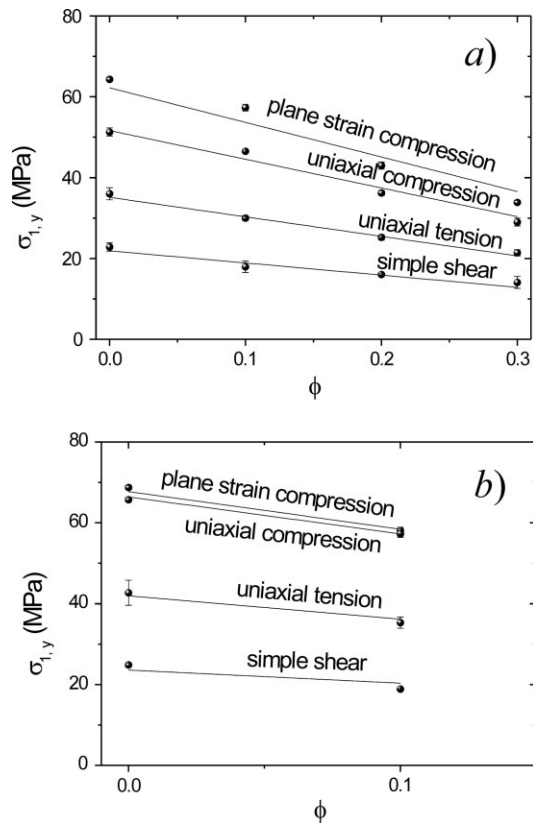 a)
80
60
40
20
0
σ1, y (MPa)
plane strain compression
uniaxial compression
uniaxial tension
simple shear
0.0 0.1 0.2 0.3
ϕ
b)
80
60
40
20
0
σ1, y (MPa)
plane strain compression
uniaxial compression
uniaxial tension
simple shear
0.0 0.1
ϕ